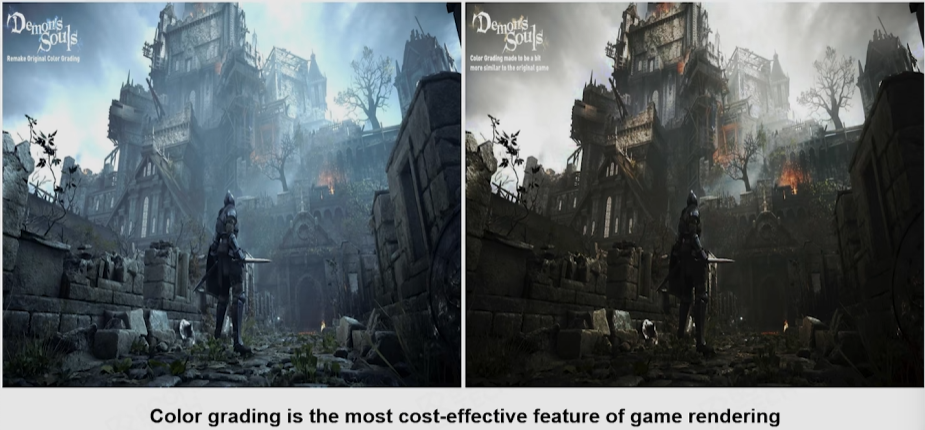 Demon's
Souls
Remake Original Color Grading
Demon's
Souls
Color Grading made to be a bit
more similar to the original game
Color grading is the most cost-effective feature of game rendering